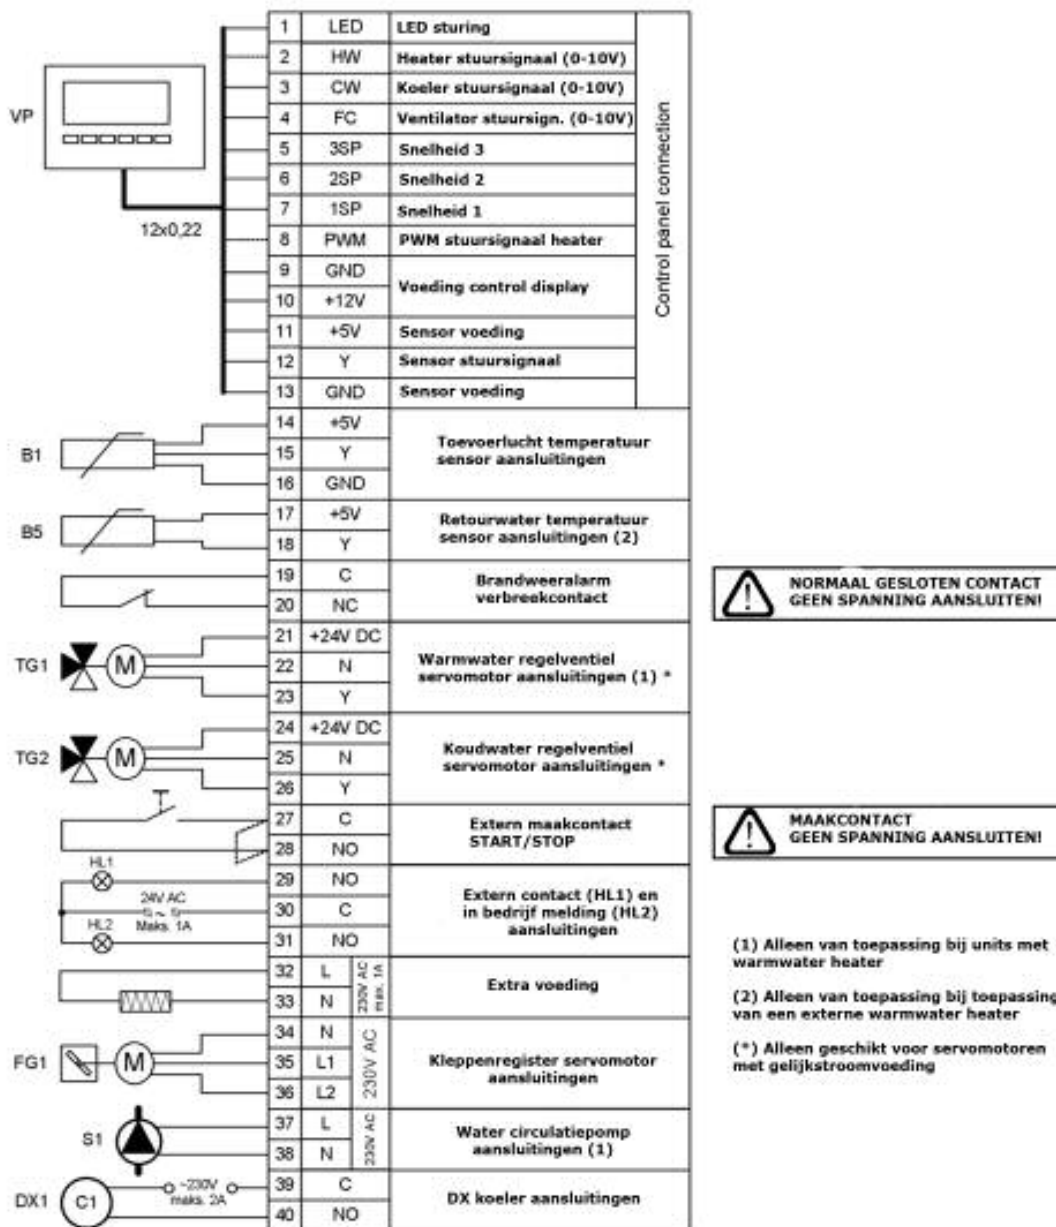 1 LED LED sturing
2 HW Heater stuursignaal (0-10V)
3 CW Koeler stuursignaal (0-10V)
VP
4 FC Ventilator stuursign. (0-10V)
5 3SP Snelheid 3
6 2SP Snelheid 2
7 1SP Snelheid 1
12x0,22
8 PWM PWM stuursignaal heater
9 GND
Voeding control display
10 +12V
11 +5V Sensor voeding
12 Y Sensor stuursignaal
13 GND Sensor voeding
Control panel connection
14 +5V
B1 15 Y
Toevoerlucht temperatuur
sensor aansluitingen
16 GND
17 +5V
B5
18 Y
Retourwater temperatuur
sensor aansluitingen (2)
19 C
20 NC
Brandweeralarm
verbreekcontact
NORMAAL GESLOTEN CONTACT
GEEN SPANNING AANSLUITEN!
21 +24V DC
TG1 M 22 N
23 Y
Warmwater regelventiel
servomotor aansluitingen (1) *
24 +24V DC
TG2 M 25 N
26 Y
Koudwater regelventiel
servomotor aansluitingen *
27 C
28 NO
Extern maakcontact
START/STOP
MAAKCONTACT
GEEN SPANNING AANSLUITEN!
HL1
29 NO
24V AC
30 C
Maks. 1A
HL2
31 NO
Extern contact (HL1) en
in bedrijf melding (HL2)
aansluitingen
32 L
33 N
230V AC
max. 1A
Extra voeding
34 N
FG1 M 35 L1
36 L2
230V AC
Kleppenregister servomotor
aansluitingen
37 L
S1
38 N
230V AC
Water circulatiepomp
aansluitingen (1)
39 C
~230V
maks. 2A
DX1 C1
40 NO
DX koeler aansluitingen
(1) Alleen van toepassing bij units met
warmwater heater
(2) Alleen van toepassing bij toepassing
van een externe warmwater heater
(*) Alleen geschikt voor servomotoren
met gelijkstroomvoeding